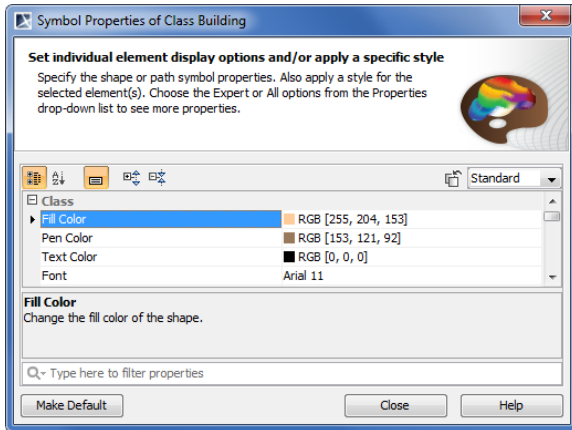 Symbol Properties of Class Building
Set individual element display options and/or apply a specific style
Specify the shape or path symbol properties. Also apply a style for the
selected element(s). Choose the Expert or All options from the Properties
drop-down list to see more properties.
Standard
Class
Fill Color RGB [255, 204, 153]
Pen Color RGB [153, 121, 92]
Text Color RGB [0, 0, 0]
Font Arial 11
Fill Color
Change the fill color of the shape.
Type here to filter properties
Make Default Close Help